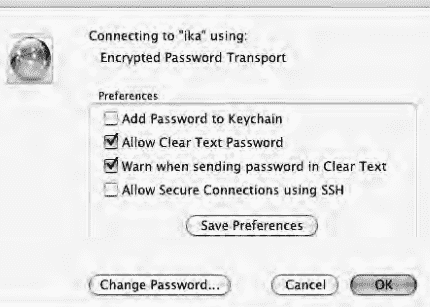 Connecting to "ika" using:
Encrypted Password Transport
Preferences
Add Password to Keychain
Allow Clear Text Password
Warn when sending password in Clear Text
Allow Secure Connections using SSH
Save Preferences
Change Password... Cancel OK